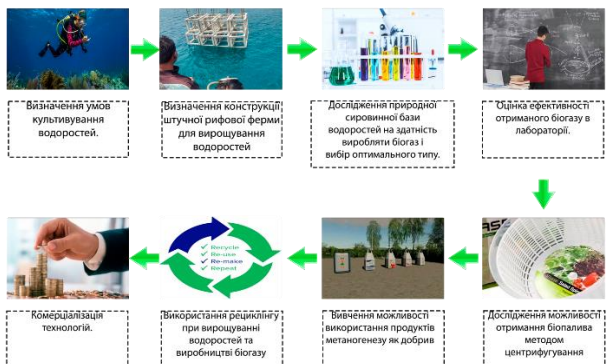 Визначення умов
культивування
водоростей.
Визначення конструкції
штучної рифової ферми
для вирощування
водоростей
Дослідження природної
сировинної бази
водоростей на здатність
виробляти біогаз і
вибір оптимального типу.
Оцінка ефективності
отриманого біогазу в
лабораторії.
Recycle
Re-use
Re-make
Repeat
Комерціалізація
технологій.
Використання рециклінгу
при вирощуванні
водоростей та
виробництві біогазу
Вивчення можливості
використання продуктів
метаногенезу як добрив
Дослідження можливості
отримання біопалива
методом
центрифугування